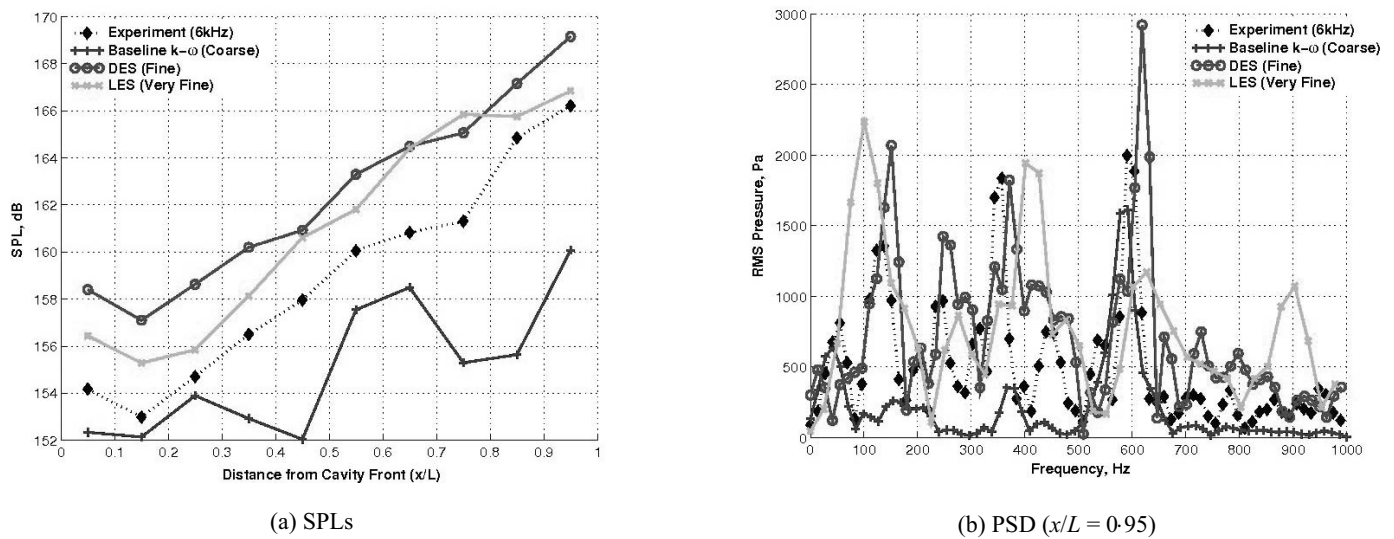 170
168
166
164
162
160
158
156
154
152
SPL, dB
0 0.1 0.2 0.3 0.4 0.5 0.6 0.7 0.8 0.9 1
Distance from Cavity Front (x/L)
Experiment (6kHz)
Baseline k-ω (Coarse)
DES (Fine)
LES (Very Fine)
(a) SPLs
3000
2500
2000
1500
1000
500
0
RMS Pressure, Pa
0 100 200 300 400 500 600 700 800 900 1000
Frequency, Hz
Experiment (6kHz)
Baseline k-ω (Coarse)
DES (Fine)
LES (Very Fine)
(b) PSD (x/L = 0·95)